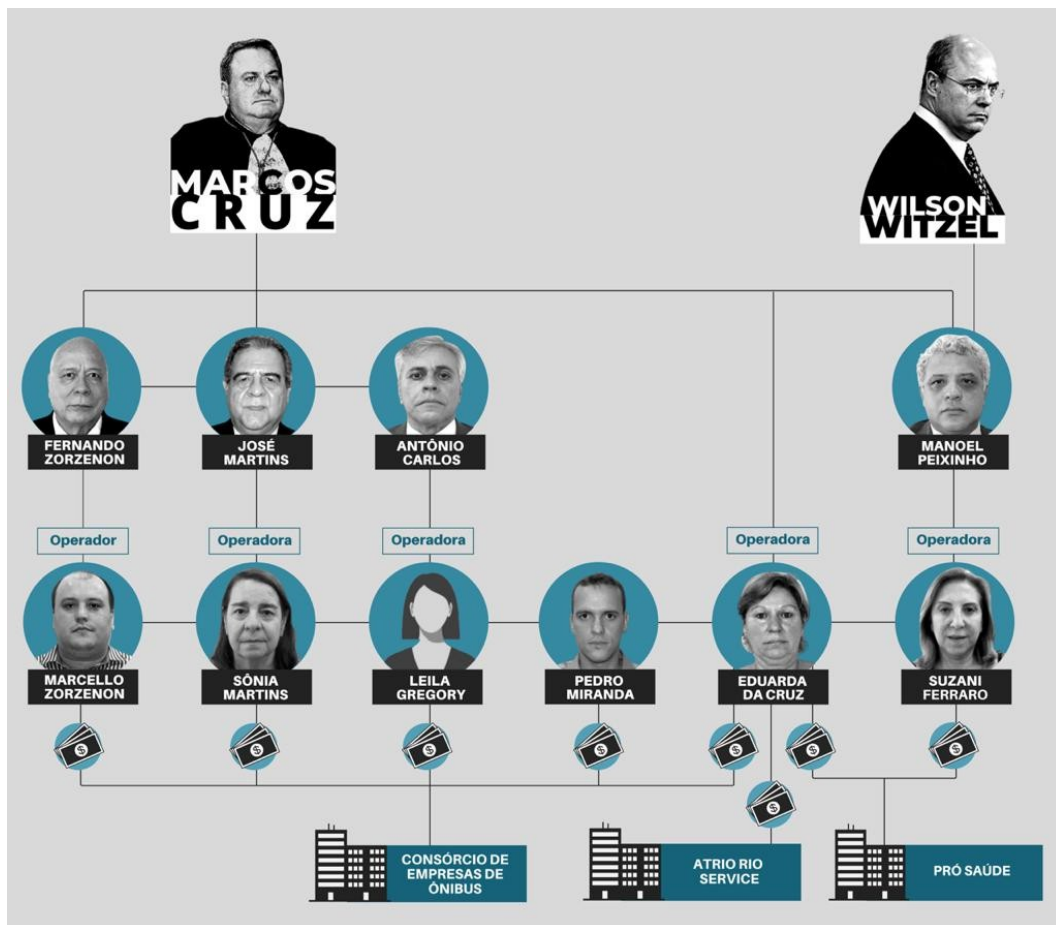 MARCOS
CRUZ
WILSON
WITZEL
FERNANDO
ZORZENON
JOSÉ
MARTINS
ANTÔNIO
CARLOS
MANOEL
PEIXINHO
Operador
Operadora
Operadora
Operadora
Operadora
MARCELLO
ZORZENON
SÔNIA
MARTINS
LEILA
GREGORY
PEDRO
MIRANDA
EDUARDA
DA CRUZ
SUZANI
FERRARO
$
$
$
$
$
$
$
$
CONSÓRCIO DE
EMPRESAS DE
ÔNIBUS
ATRIO RIO
SERVICE
PRÓ SAÚDE